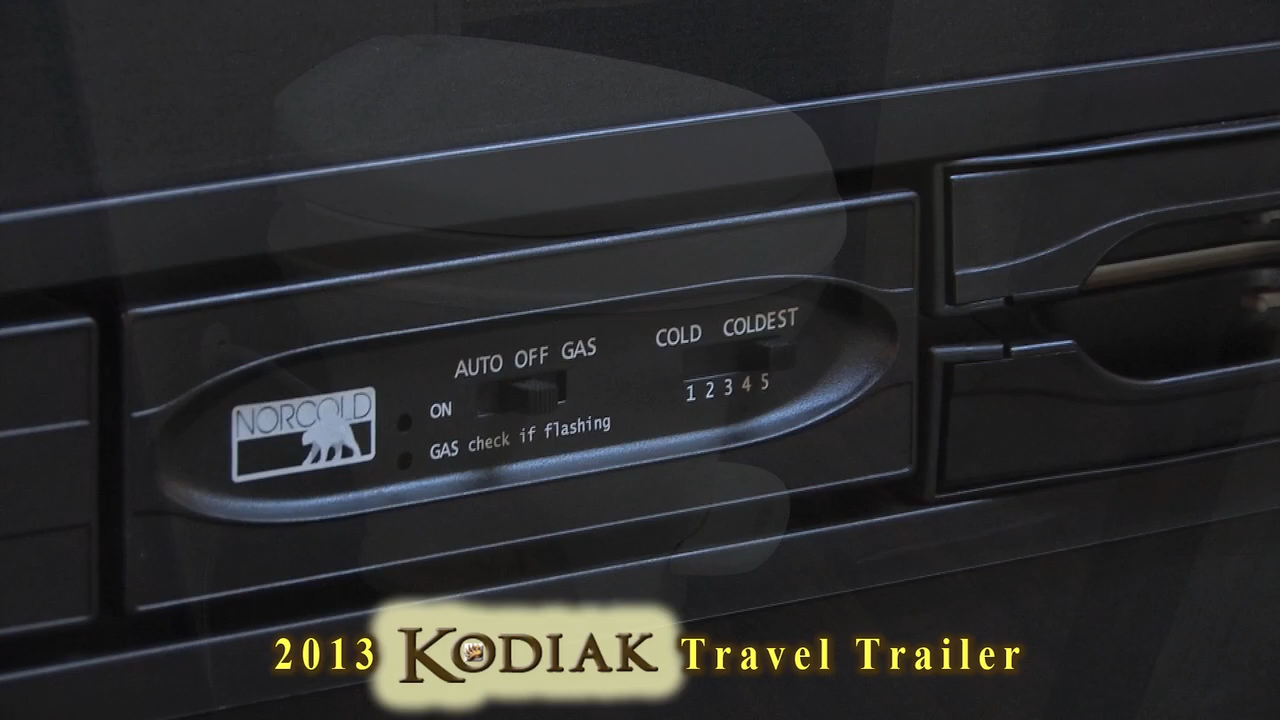 AUTO OFF GAS
COLD COLDEST
NORCOLD
ON
1 2 3 4 5
GAS check if flashing
2013 KODIAK Travel Trailer